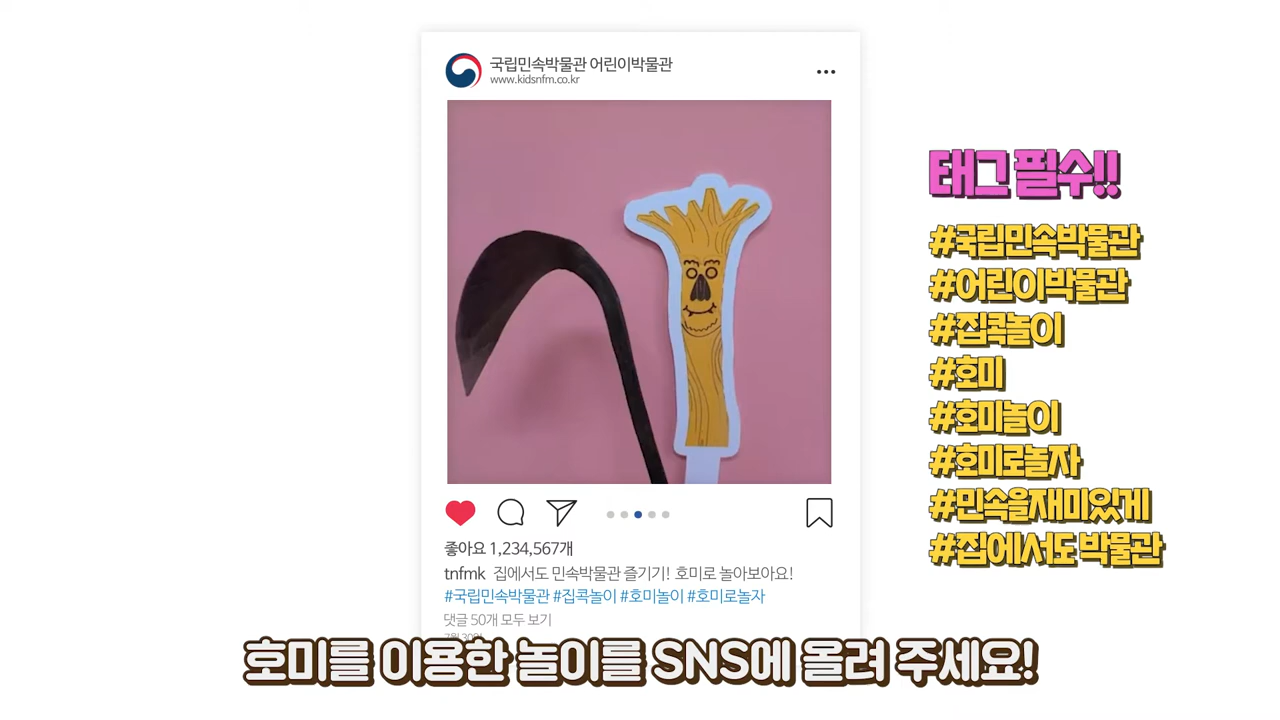 국립민속박물관 어린이박물관
www.kidsnfm.co.kr
태그 필수!!
#국립민속박물관
#어린이박물관
#집콕놀이
#호미
#호미놀이
#호미로놀자
#민속을재미있게
#집에서도 박물관
좋아요 1,234,567개
tnfmk 집에서도 민속박물관 즐기기! 호미로 놀아보아요!
#국립민속박물관 #집콕놀이 #호미놀이 #호미로놀자
댓글 50개 모두 보기
7월 30일
호미를 이용한 놀이를 SNS에 올려 주세요!